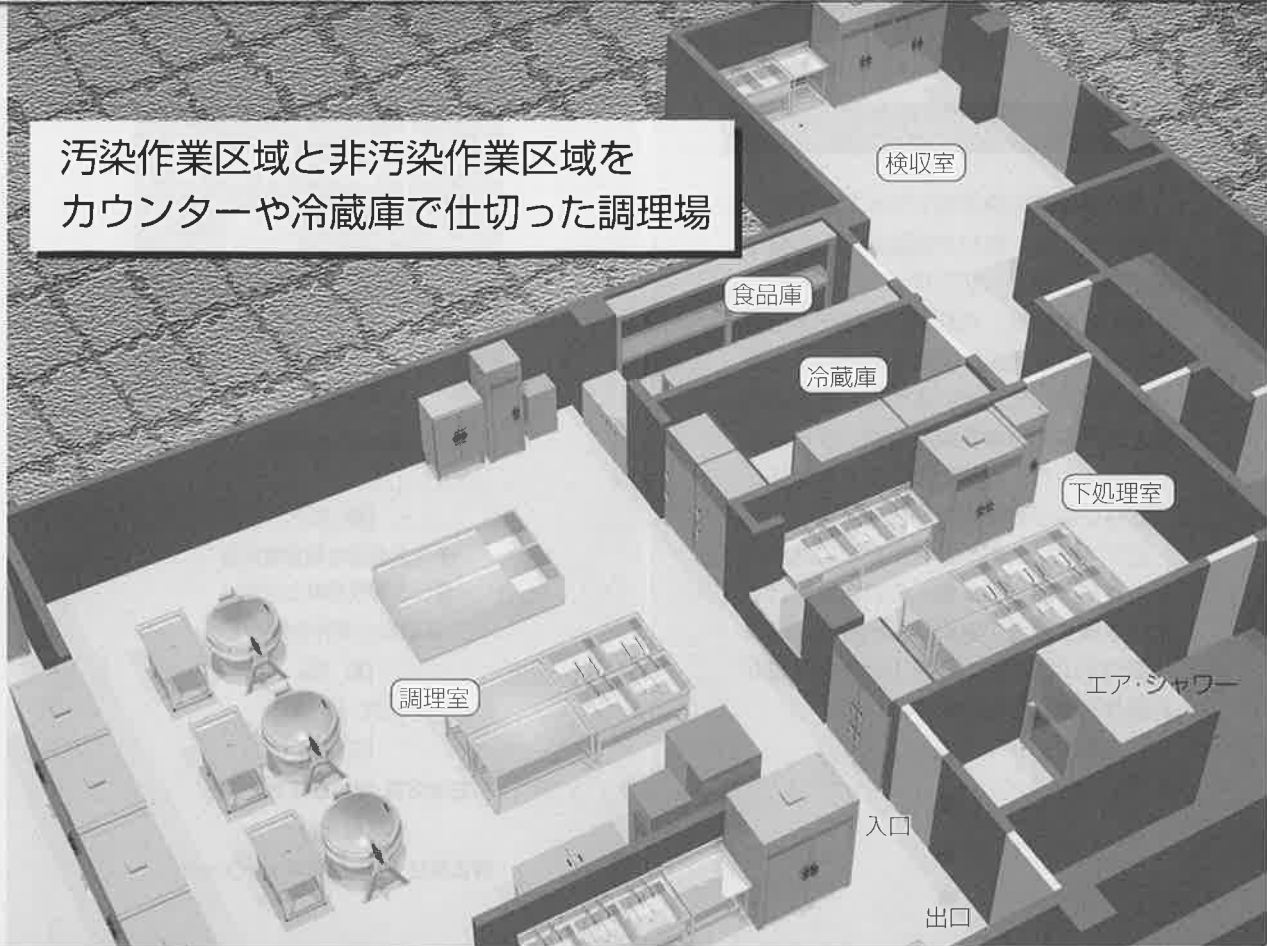 汚染作業区域と非汚染作業区域を
カウンターや冷蔵庫で仕切った調理場
検収室
食品庫
冷蔵庫
下処理室
エア・シャワー
調理室
入口
出口